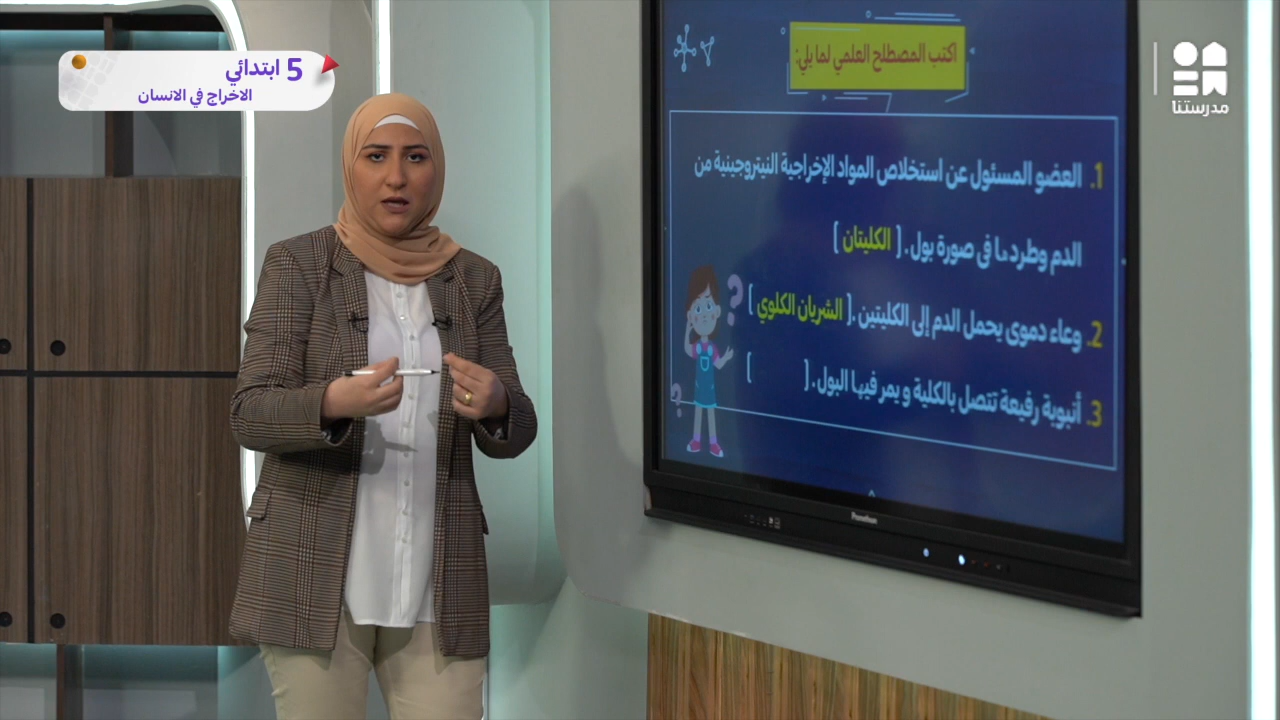 5 ابتدائي
الاخراج في الانسان
مدرستنا
اكتب المصطلح العلمي لما يلي:
1. العضو المسئول عن استخلاص المواد الإخراجية النيتروجينية من
الدم وطردها فى صورة بول. ( الكليتان )
2. وعاء دموى يحمل الدم إلى الكليتين. ( الشريان الكلوي )
3. أنبوبة رفيعة تتصل بالكلية و يمر فيها البول. ( )